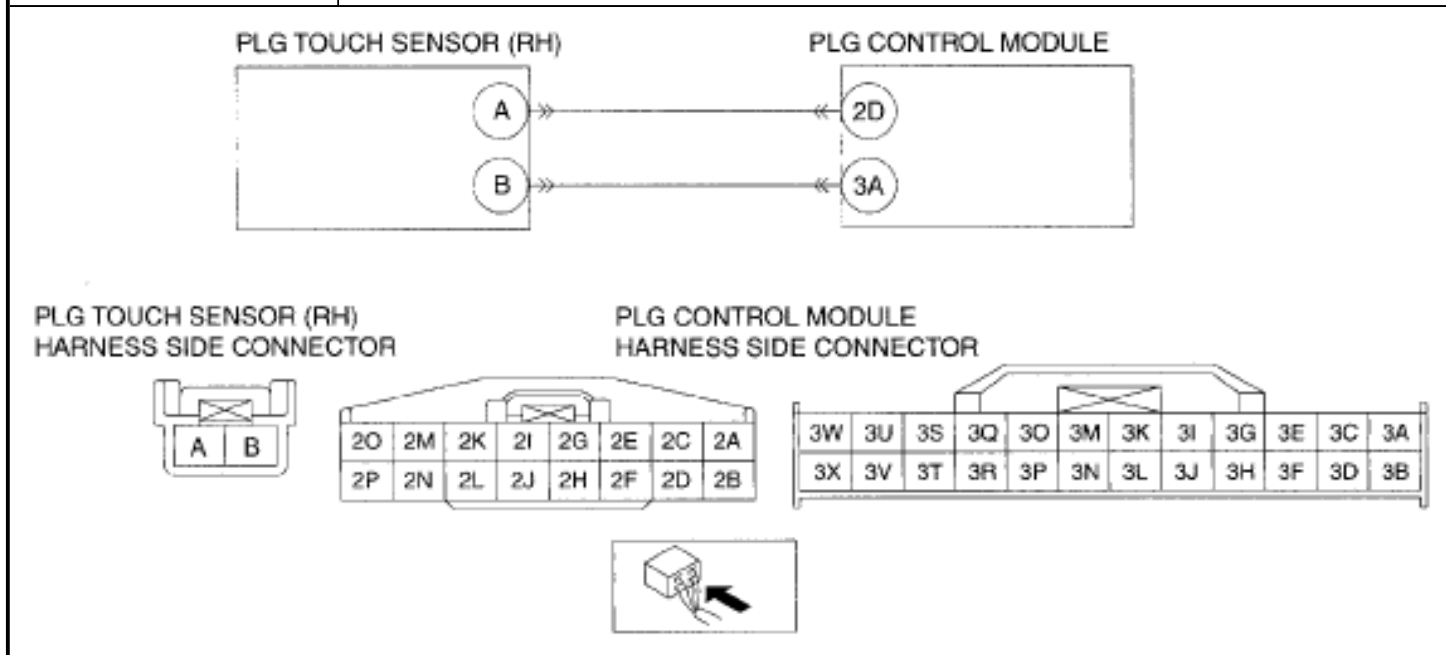 PLG TOUCH SENSOR (RH) PLG CONTROL MODULE
A 2D
B 3A
PLG TOUCH SENSOR (RH)
HARNESS SIDE CONNECTOR
PLG CONTROL MODULE
HARNESS SIDE CONNECTOR
A B
2O 2M 2K 2I 2G 2E 2C 2A
2P 2N 2L 2J 2H 2F 2D 2B
3W 3U 3S 3Q 3O 3M 3K 3I 3G 3E 3C 3A
3X 3V 3T 3R 3P 3N 3L 3J 3H 3F 3D 3B